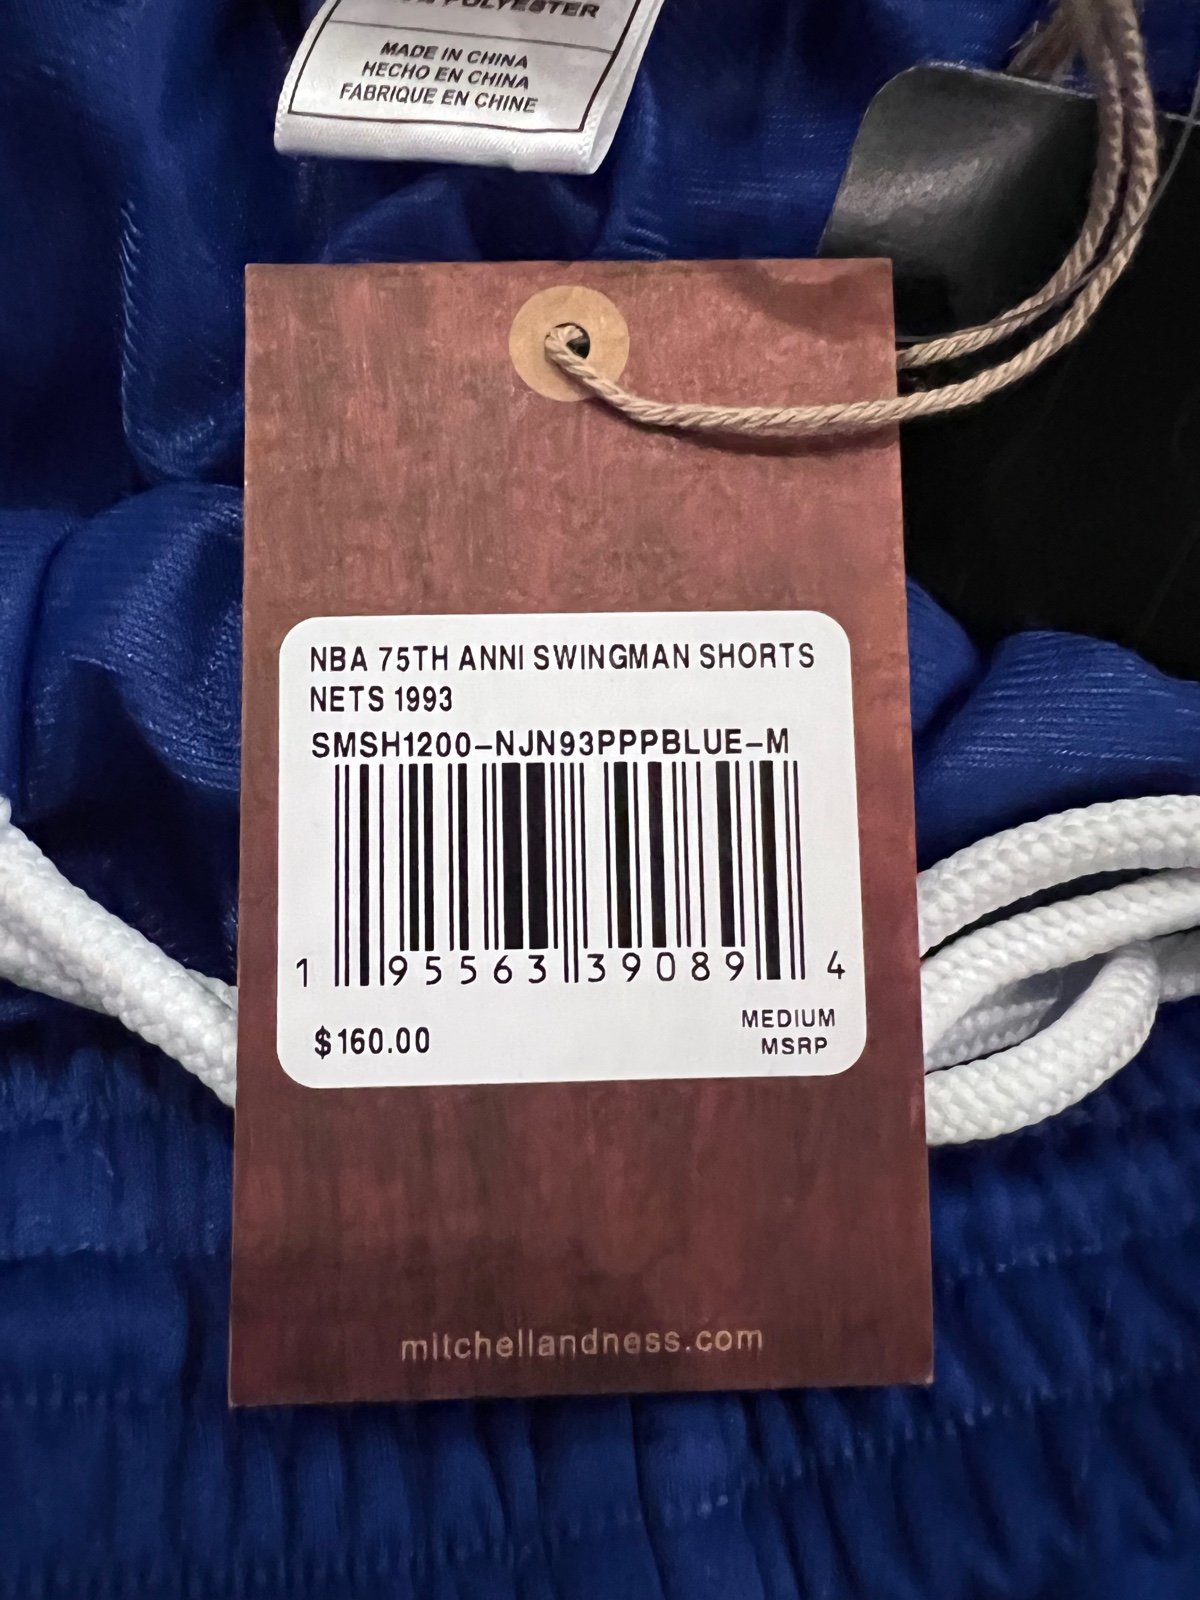 POLYESTER
MADE IN CHINA
HECHO EN CHINA
FABRIQUE EN CHINE
NBA 75TH ANNI SWINGMAN SHORTS
NETS 1993
SMSH1200-NJN93PPPBLUE-M
1 95563 39089 4
$160.00
MEDIUM
MSRP
mitchellandness.com